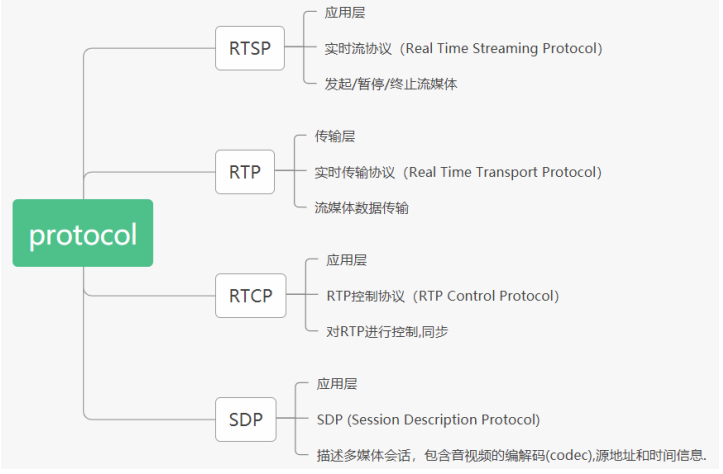 protocol
RTSP
应用层
实时流协议（Real Time Streaming Protocol）
发起/暂停/终止流媒体
RTP
传输层
实时传输协议（Real Time Transport Protocol）
流媒体数据传输
RTCP
应用层
RTP控制协议（RTP Control Protocol）
对RTP进行控制,同步
SDP
应用层
SDP (Session Description Protocol)
描述多媒体会话，包含音视频的编解码(codec),源地址和时间信息.